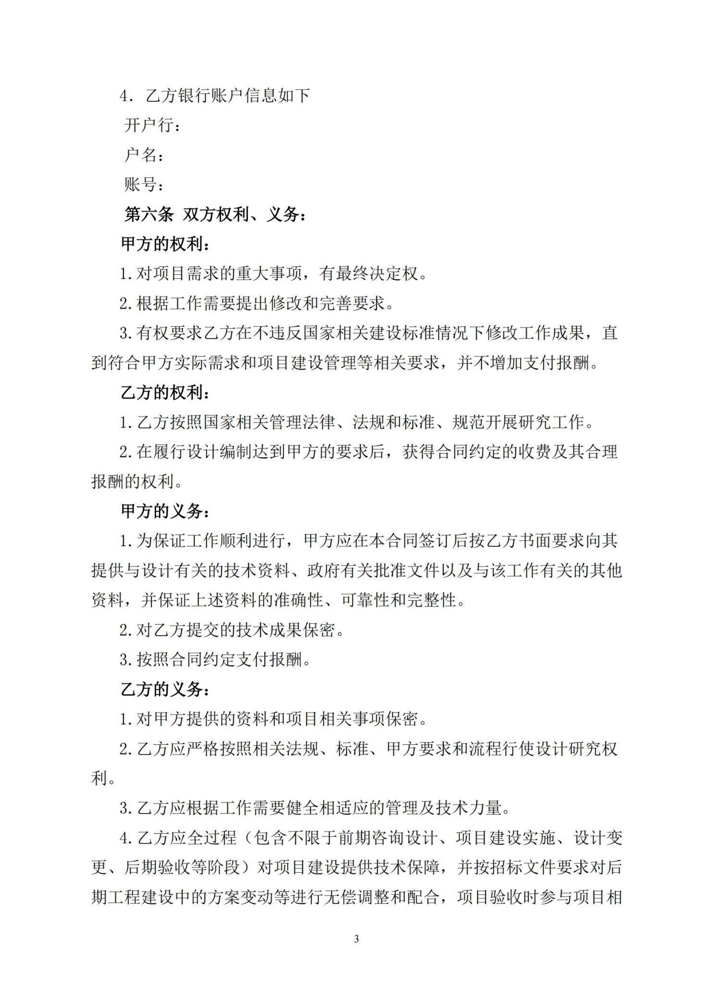 4. 乙方银行账户信息如下
开户行：
户名：
账号：
第六条 双方权利、义务：
甲方的权利：
1.对项目需求的重大事项，有最终决定权。
2.根据工作需要提出修改和完善要求。
3.有权要求乙方在不违反国家相关建设标准情况下修改工作成果，直
到符合甲方实际需求和项目建设管理等相关要求，并不增加支付报酬。
乙方的权利：
1.乙方按照国家相关管理法律、法规和标准、规范开展研究工作。
2.在履行设计编制达到甲方的要求后，获得合同约定的收费及其合理
报酬的权利。
甲方的义务：
1.为保证工作顺利进行，甲方应在本合同签订后按乙方书面要求向其
提供与设计有关的技术资料、政府有关批准文件以及与该工作有关的其他
资料，并保证上述资料的准确性、可靠性和完整性。
2.对乙方提交的技术成果保密。
3.按照合同约定支付报酬。
乙方的义务：
1.对甲方提供的资料和项目相关事项保密。
2.乙方应严格按照相关法规、标准、甲方要求和流程行使设计研究权
利。
3.乙方应根据工作需要健全相适应的管理及技术力量。
4.乙方应全过程（包含不限于前期咨询设计、项目建设实施、设计变
更、后期验收等阶段）对项目建设提供技术保障，并按招标文件要求对后
期工程建设中的方案变动等进行无偿调整和配合，项目验收时参与项目相
3